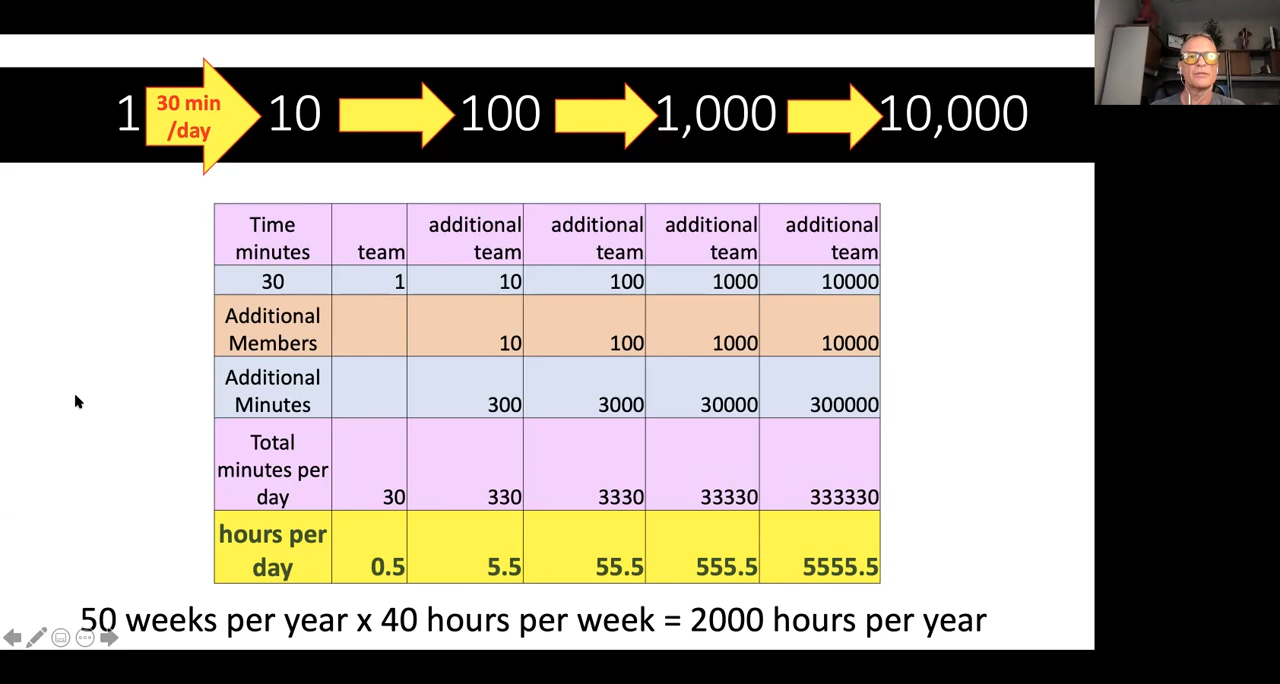 1 30 min /day 10 100 1,000 10,000
Time minutes team additional team additional team additional team additional team
30 1 10 100 1000 10000
Additional Members 10 100 1000 10000
Additional Minutes 300 3000 30000 300000
Total minutes per day 30 330 3330 33330 333330
hours per day 0.5 5.5 55.5 555.5 5555.5
50 weeks per year x 40 hours per week = 2000 hours per year